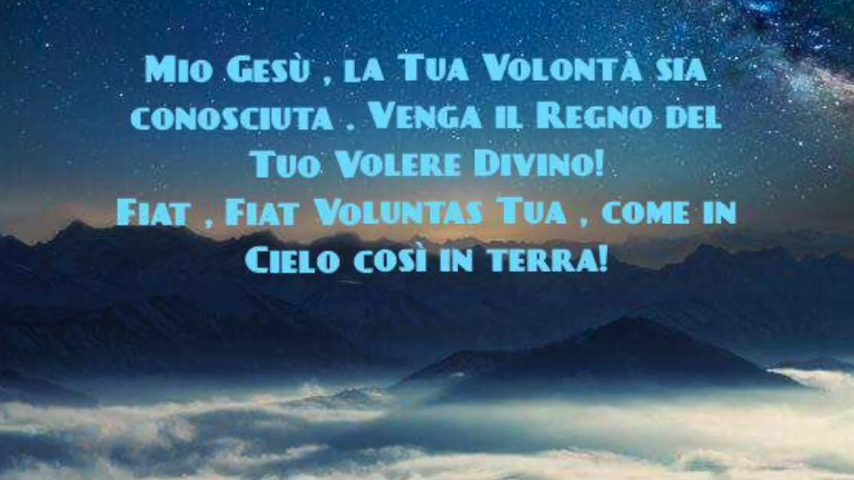 Mio Gesù , la Tua Volontà sia
conosciuta . Venga il Regno del
Tuo Volere Divino!
Fiat , Fiat Voluntas Tua , come in
Cielo così in terra!